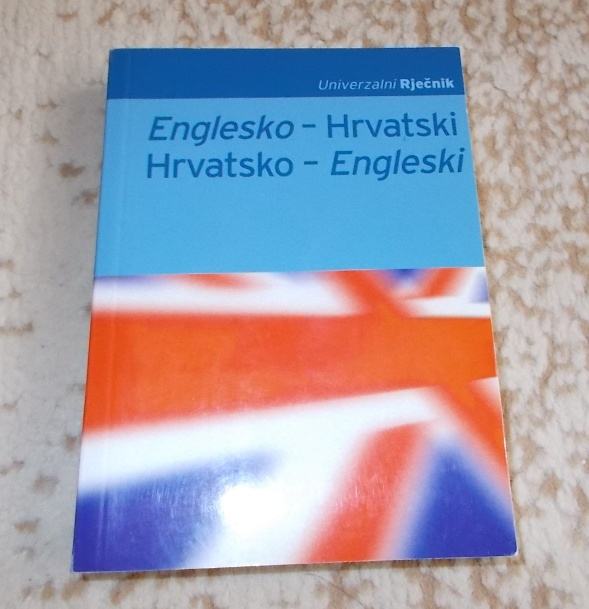 Univerzalni Rječnik
Englesko - Hrvatski
Hrvatsko - Engleski